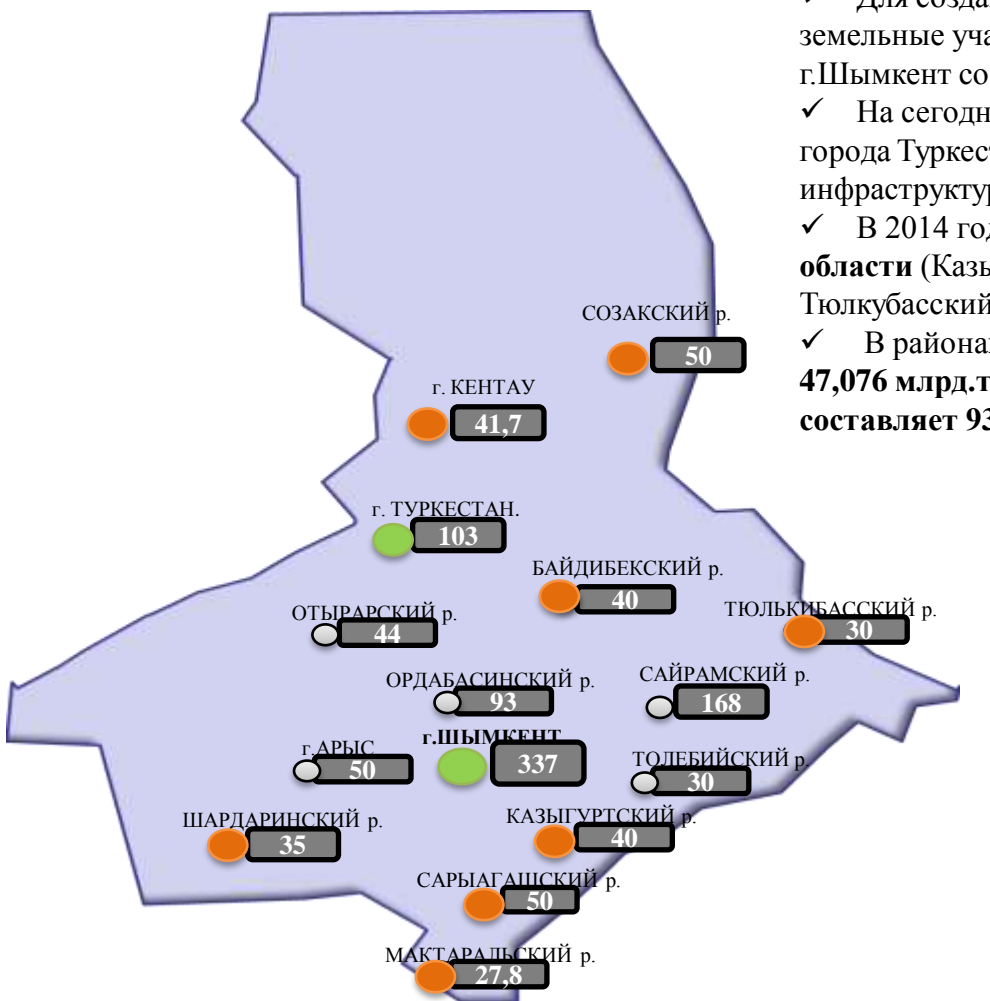 Для созда
земельные уча
г.Шымкент со
✓ На сегодн
города Туркест
инфраструктур
✓ В 2014 год
области (Казы
Тюлкубасский
✓ В района
47,076 млрд.т
составляет 93
СОЗАКСКИЙ р.
50
г. КЕНТАУ
41,7
г. ТУРКЕСТАН.
103
БАЙДИБЕКСКИЙ р.
40
ТЮЛЬКИБАССКИЙ р.
30
ОТЫРАРСКИЙ р.
44
ОРДАБАСИНСКИЙ р.
93
САЙРАМСКИЙ р.
168
г.ШЫМКЕНТ
337
г.АРЫС
50
ТОЛЕБИЙСКИЙ р.
30
ШАРДАРИНСКИЙ р.
35
КАЗЫГУРТСКИЙ р.
40
САРЫАГАШСКИЙ р.
50
МАКТАРАЛЬСКИЙ р.
27,8